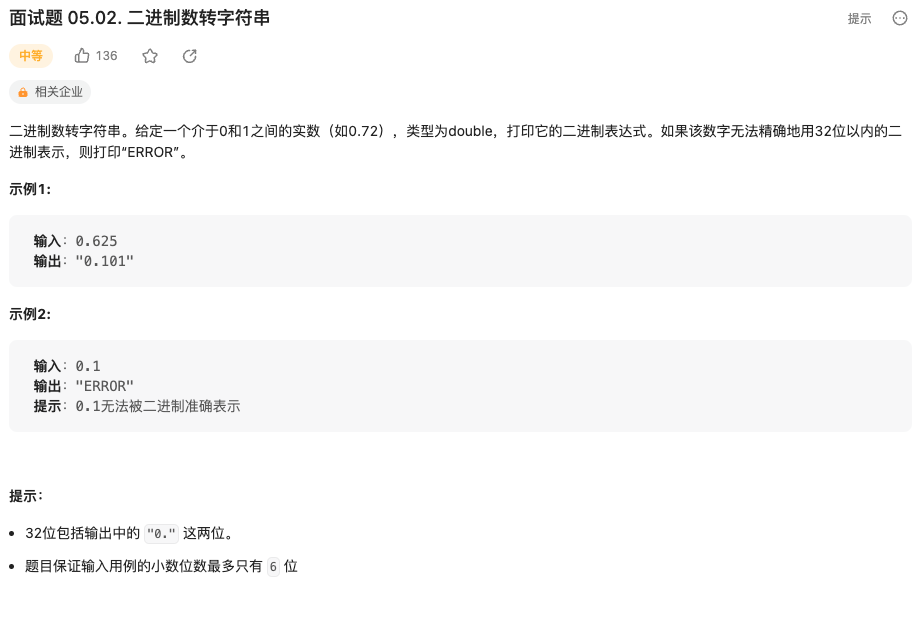 面试题 05.02. 二进制数转字符串
提示
中等
136
相关企业
二进制数转字符串。给定一个介于0和1之间的实数（如0.72），类型为double，打印它的二进制表达式。如果该数字无法精确地用32位以内的二
进制表示，则打印“ERROR”。
示例1:
输入: 0.625
输出: "0.101"
示例2:
输入: 0.1
输出: "ERROR"
提示: 0.1无法被二进制准确表示
提示：
32位包括输出中的 "0." 这两位。
题目保证输入用例的小数位数最多只有 6 位